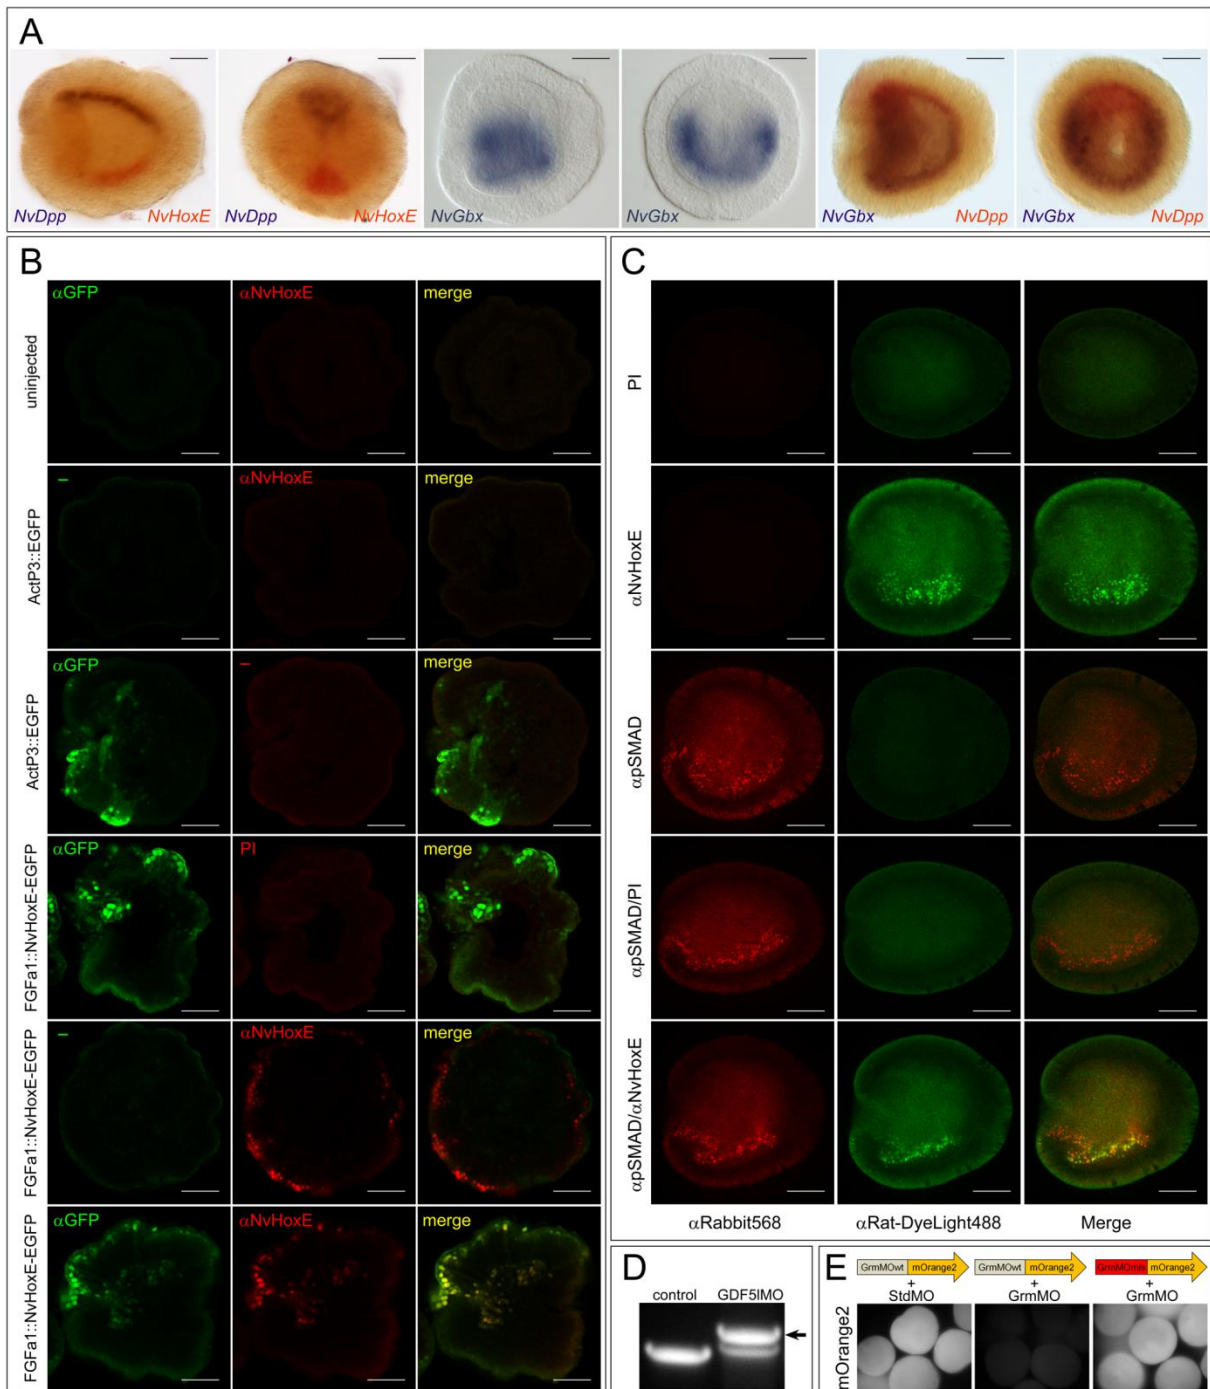 A
NvDpp NvHoxE NvDpp NvHoxE NvGbx NvGbx NvGbx NvDpp NvGbx NvDpp
B
αGFP αNvHoxE merge
uninjected
– αNvHoxE merge
ActP3::EGFP
αGFP – merge
ActP3::EGFP
αGFP PI merge
FGFa1::NvHoxE-EGFP
– αNvHoxE merge
FGFa1::NvHoxE-EGFP
αGFP αNvHoxE merge
FGFa1::NvHoxE-EGFP
C
PI
αNvHoxE
αpSMAD
αpSMAD/PI
αpSMAD/αNvHoxE
αRabbit568 αRat-DyeLight488 Merge
D
control GDF5lMO
E
GrmMOwt mOrange2 GrmMOwt mOrange2 GrmMOmis mOrange2
+ + +
StdMO GrmMO GrmMO
mOrange2